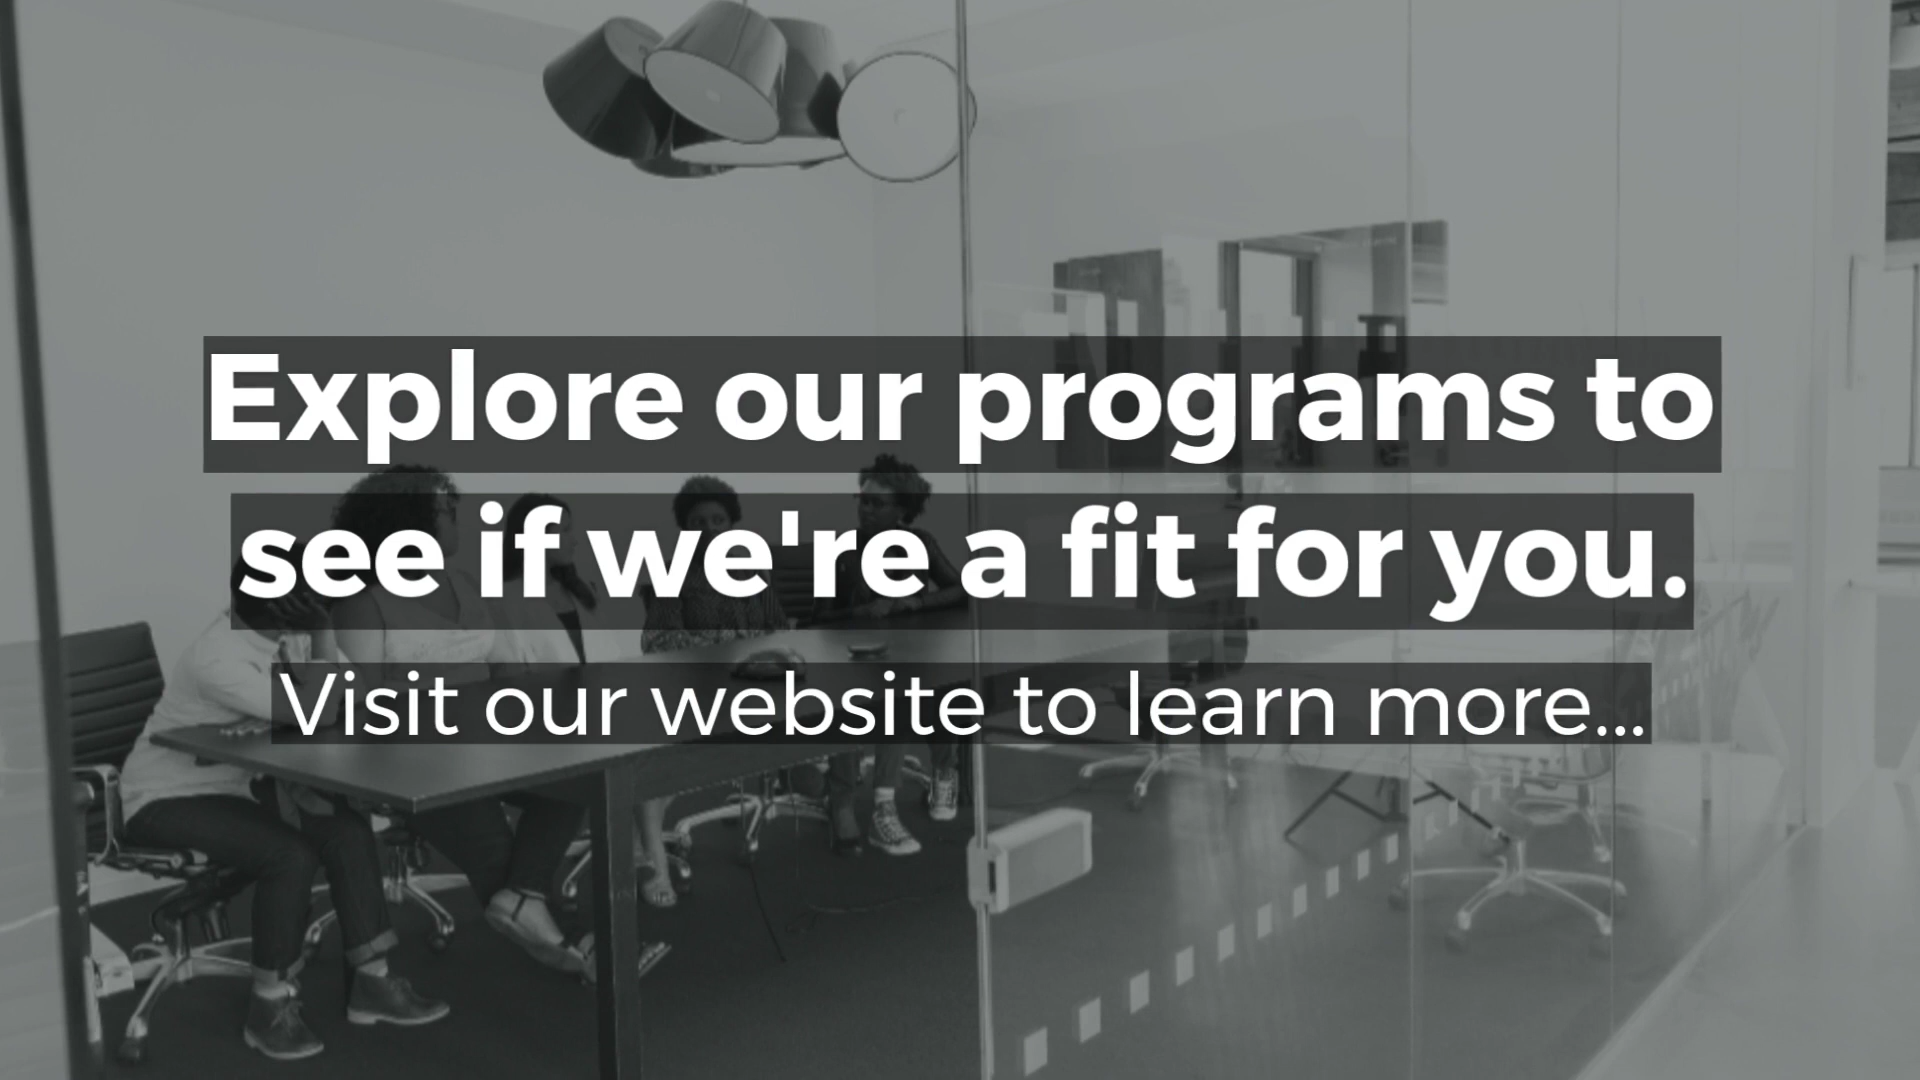 Explore our programs to
see if we're a fit for you.
Visit our website to learn more...